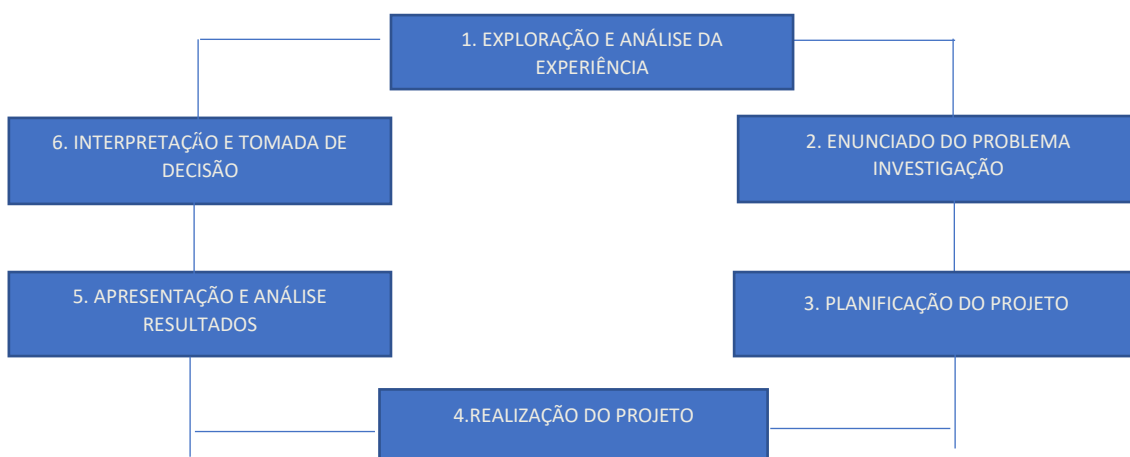 1. EXPLORAÇÃO E ANÁLISE DA
EXPERIÊNCIA
2. ENUNCIADO DO PROBLEMA
INVESTIGAÇÃO
3. PLANIFICAÇÃO DO PROJETO
4.REALIZAÇÃO DO PROJETO
5. APRESENTAÇÃO E ANÁLISE
RESULTADOS
6. INTERPRETAÇÃO E TOMADA DE
DECISÃO